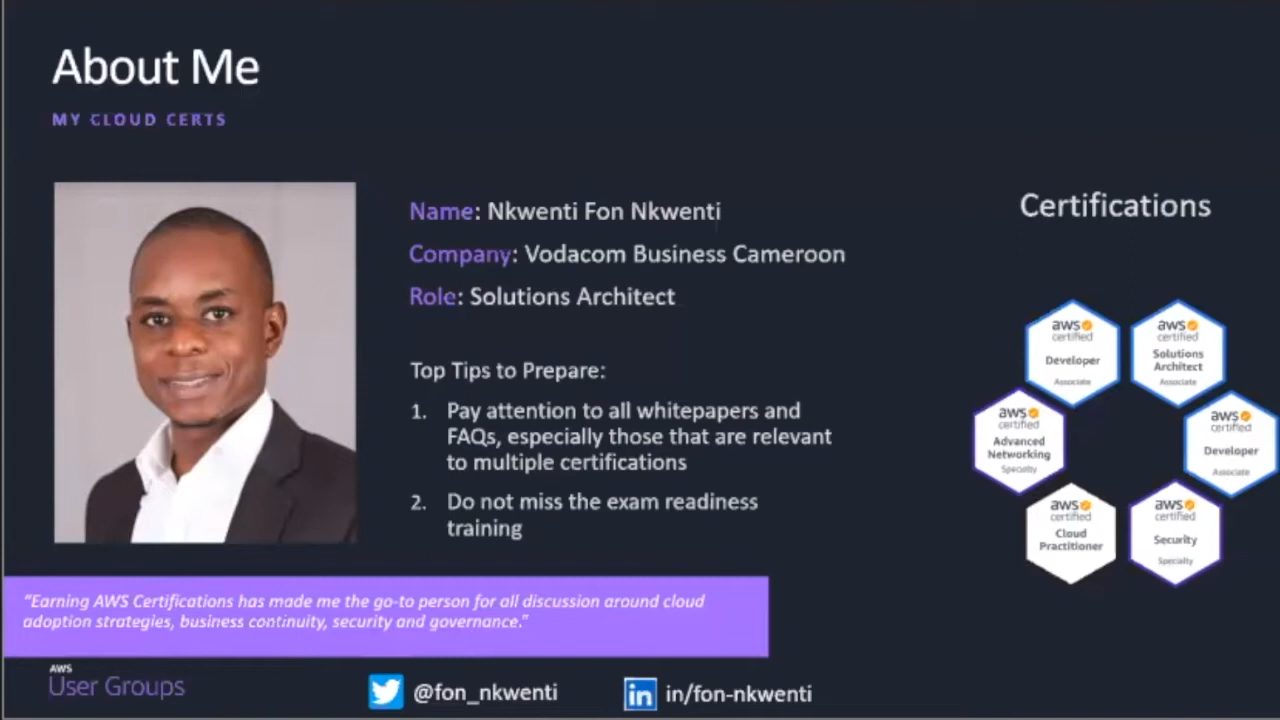 About Me
MY CLOUD CERTS
Name: Nkwenti Fon Nkwenti
Company: Vodacom Business Cameroon
Role: Solutions Architect
Top Tips to Prepare:
1. Pay attention to all whitepapers and
FAQs, especially those that are relevant
to multiple certifications
2. Do not miss the exam readiness
training
Certifications
aws
certified
Developer
Associate
aws
certified
Solutions
Architect
Associate
aws
certified
Advanced
Networking
Specialty
aws
certified
Developer
Associate
aws
certified
Cloud
Practitioner
aws
certified
Security
Specialty
"Earning AWS Certifications has made me the go-to person for all discussion around cloud
adoption strategies, business continuity, security and governance."
AWS
User Groups
@fon_nkwenti
in in/fon-nkwenti